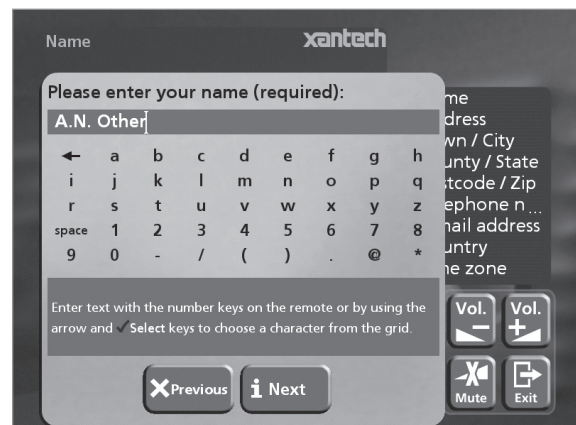 Name
xantech
Please enter your name (required):
A.N. Other
a b c d e f g h
i j k l m n o p q
r s t u v w x y z
space 1 2 3 4 5 6 7 8
9 0 - / ( ) . @ *
Enter text with the number keys on the remote or by using the
arrow and ✓Select keys to choose a character from the grid.
Previous
i Next
me
dress
wn / City
unty / State
tcode / Zip
ephone n...
ail address
untry
e zone
Vol.
Vol.
Mute
Exit